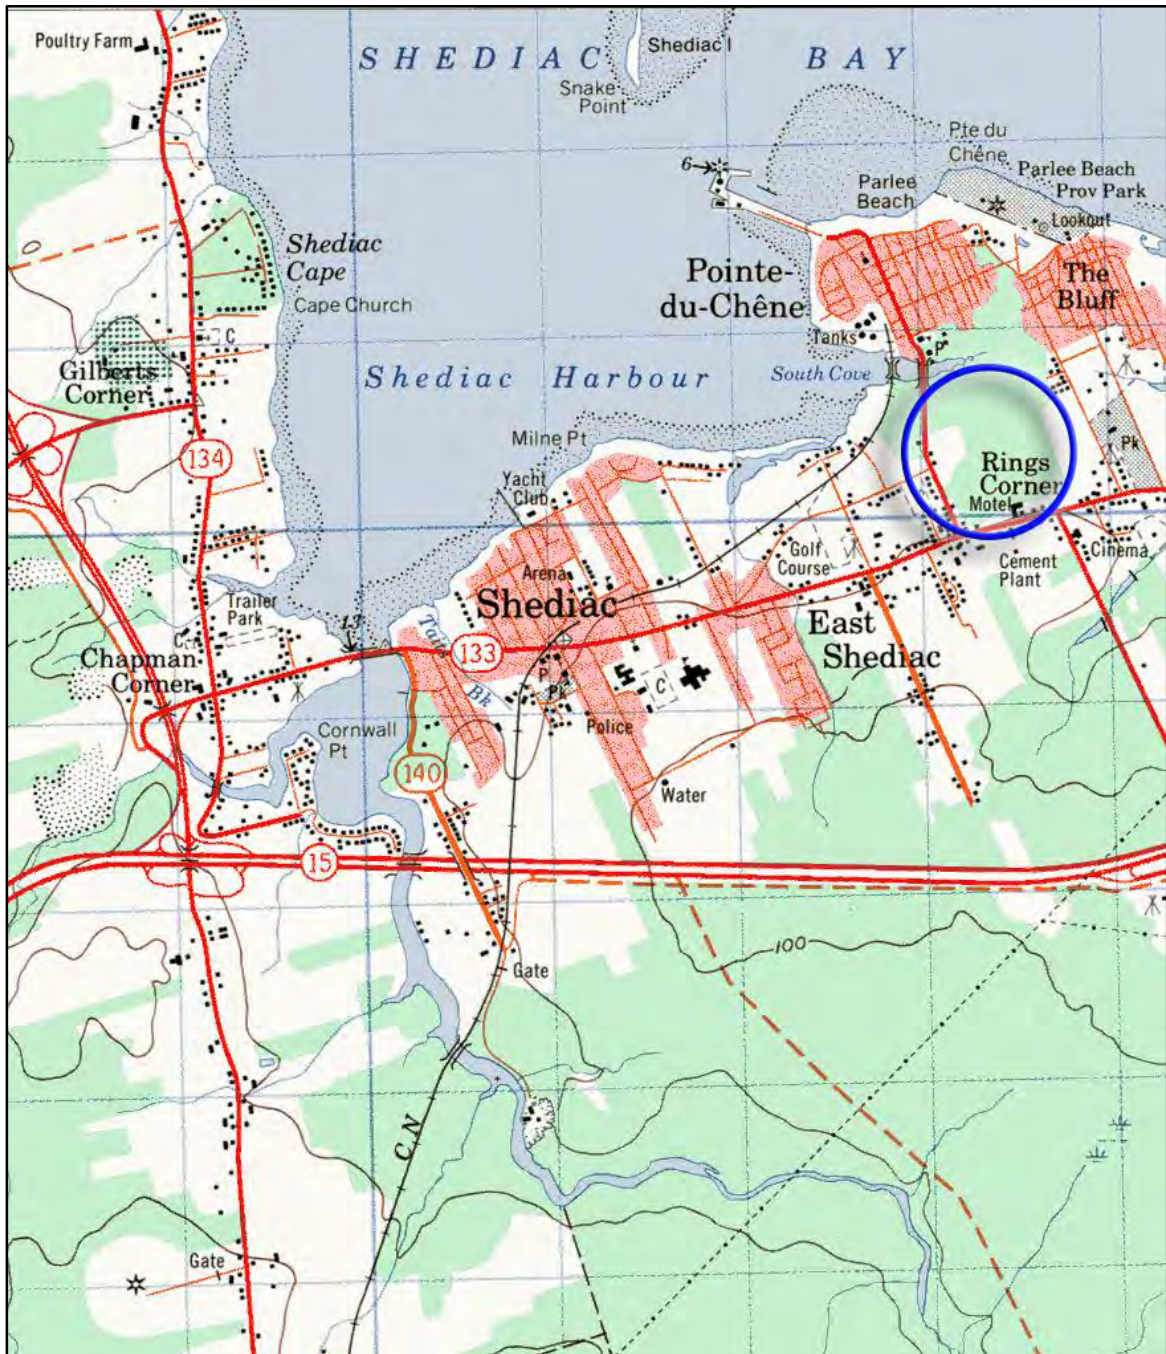 Poultry Farm
SHEDIAC BAY
Shediac I
Snake
Point
6
Pte du
Chêne
Parlee Beach
Prov Park
Parlee
Beach
Lookout
Shediac
Cape
Cape Church
Pointe-
du-Chêne
The
Bluff
C
Tanks
P
Gilberts
Corner
Shediac Harbour
South Cove
134
Milne Pt
Yacht
Club
Rings
Corner
Motel
Pk
Golf
Course
Cement
Plant
Cinema
Arena
Shediac
Trailer
Park
13
C
Chapman
Corner
133
East
Shediac
P
Pk
C
Bk
Police
Cornwall
Pt
140
Water
15
100
Gate
CN
Gate